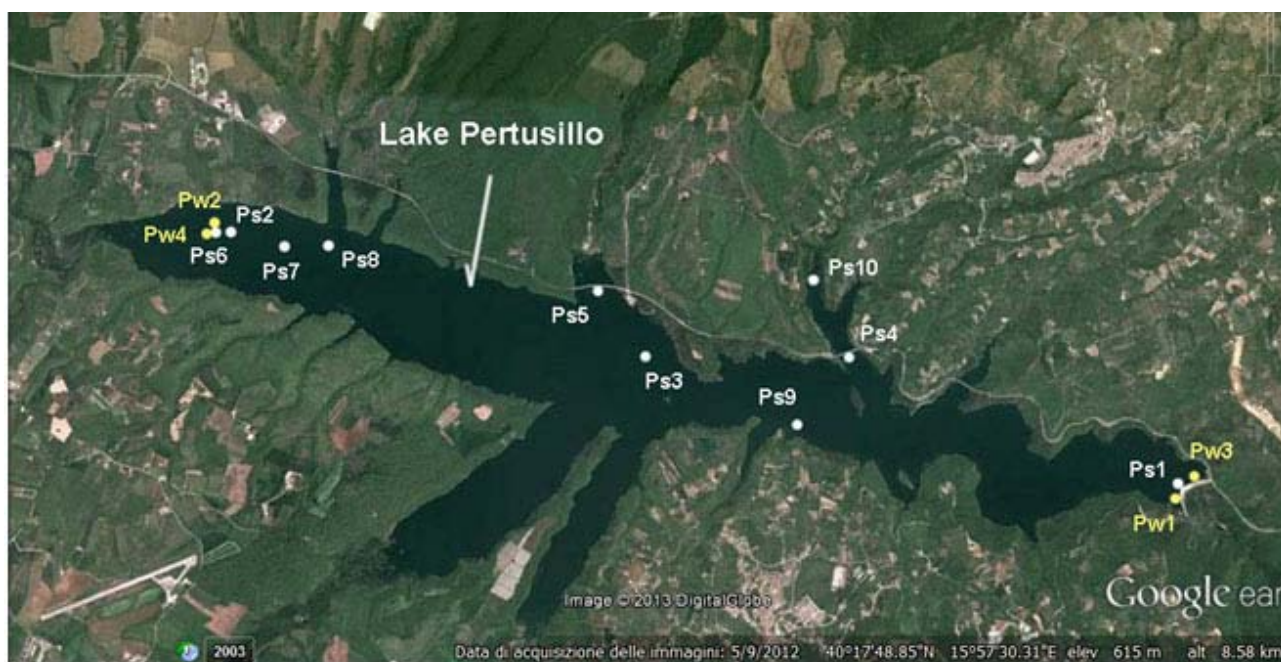 Lake Pertusillo
Pw2
Ps2
Pw4
Ps6
Ps7
Ps8
Ps5
Ps10
Ps3
Ps4
Ps9
Ps1
Pw3
Pw1
Image © 2013 DigitalGlobe
Google ear
2003
Data di acquisizione delle immagini: 5/9/2012 40°17'48.85"N 15°57'30.31"E elev 615 m alt 8.58 km